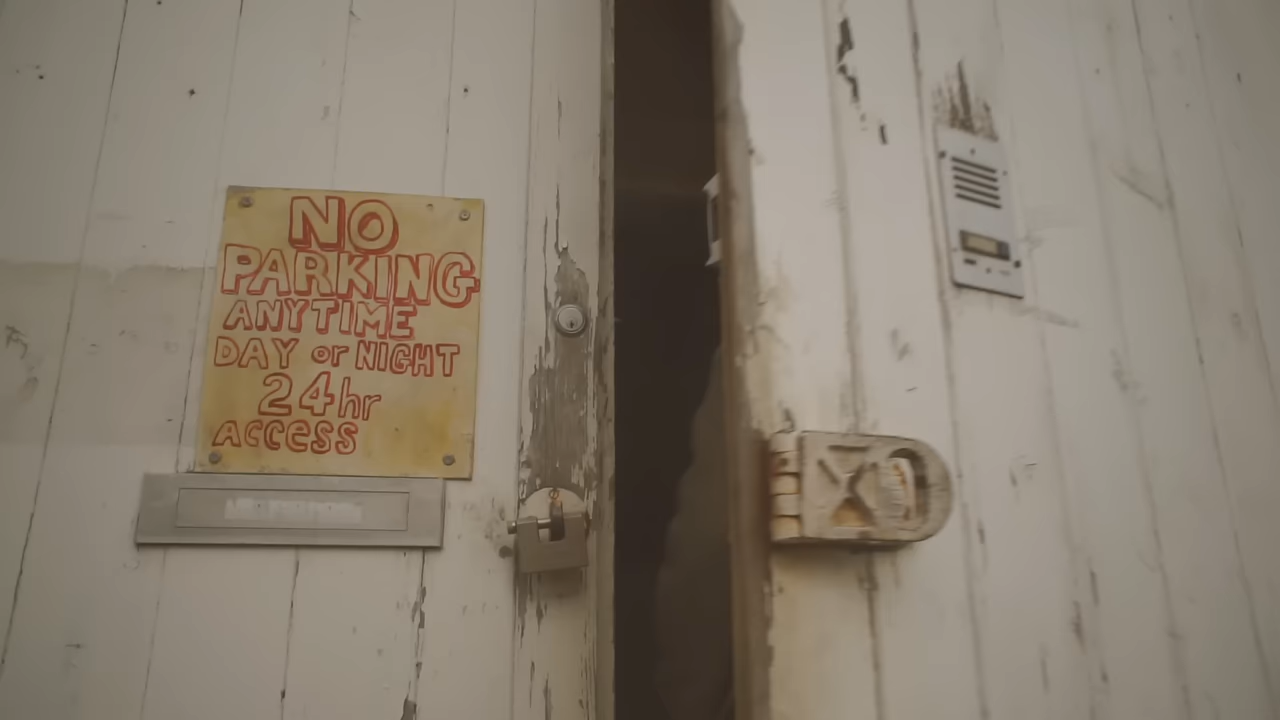 NO
PARKING
ANYTIME
DAY or NIGHT
24hr
ACCESS